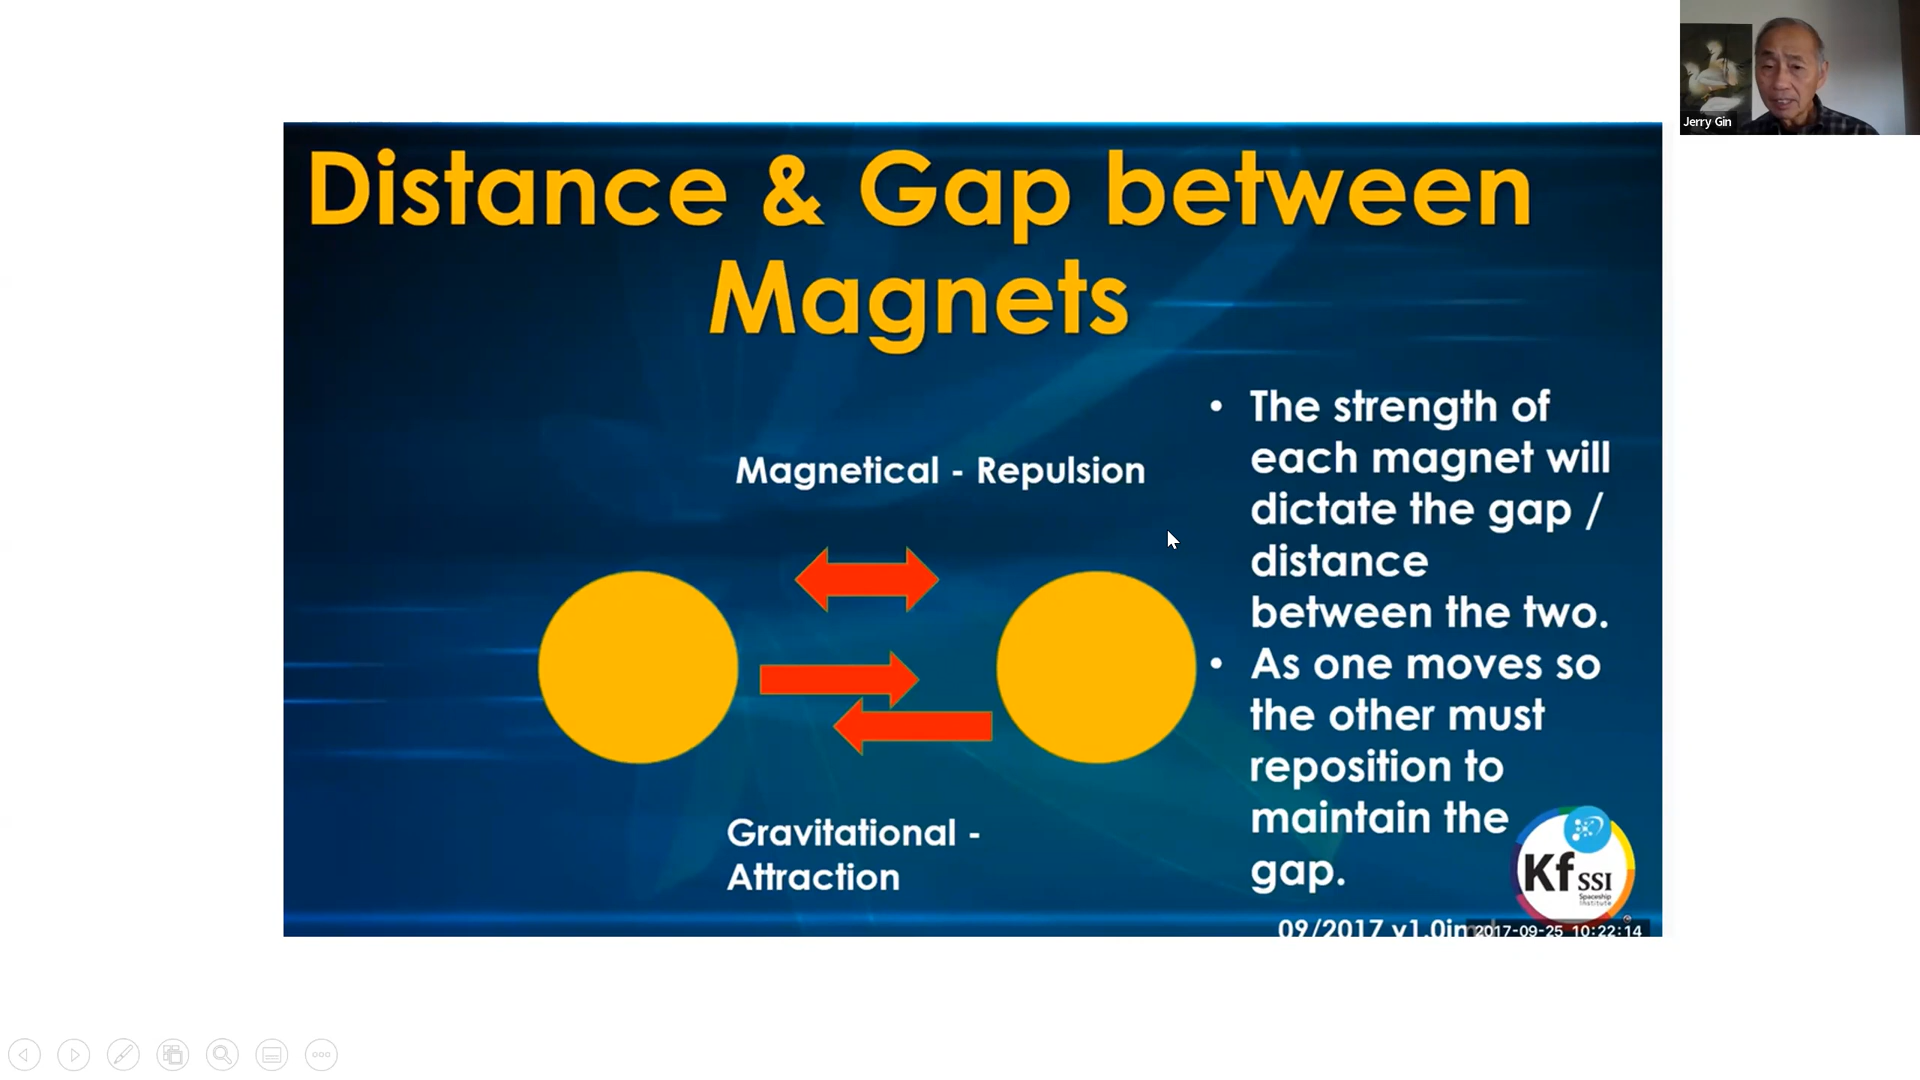 Jerry Gin
Distance & Gap between
Magnets
Magnetical - Repulsion
Gravitational -
Attraction
• The strength of
each magnet will
dictate the gap /
distance
between the two.
• As one moves so
the other must
reposition to
maintain the
gap.
Kf SSI
Spaceship
Institute
09/2017 v1.0
2017-09-25 10:22:14